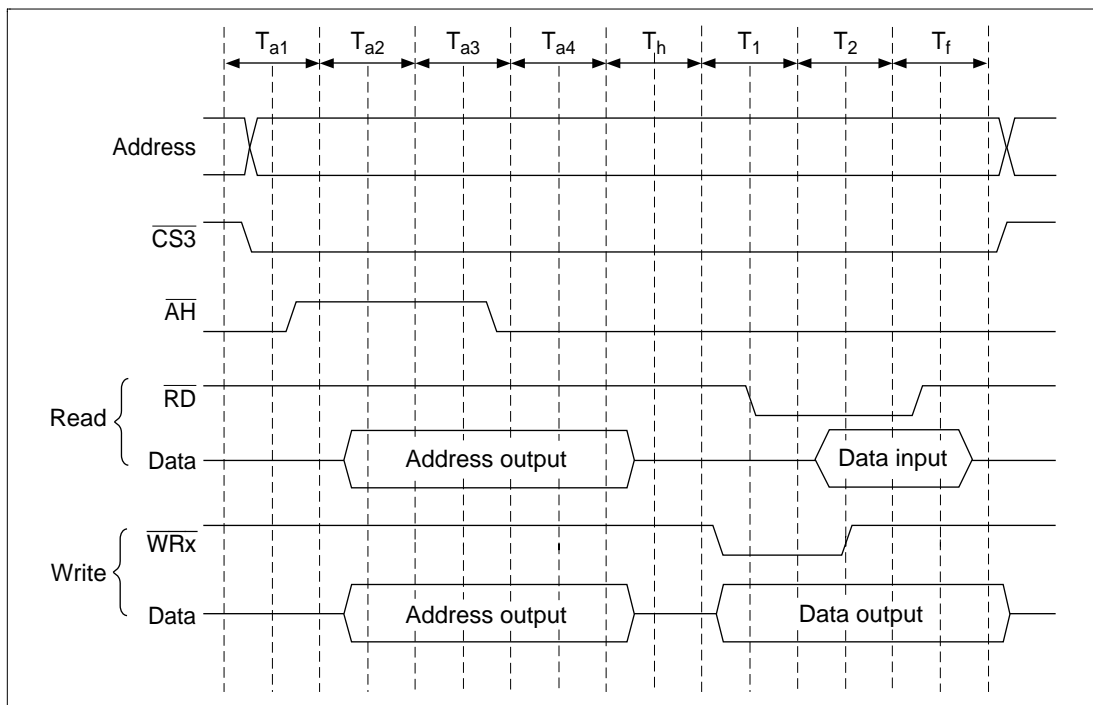 Ta1 Ta2 Ta3 Ta4 Th T1 T2 Tf
Address
CS3
AH
Read
RD
Data Address output Data input
Write
WRx
Data Address output Data output